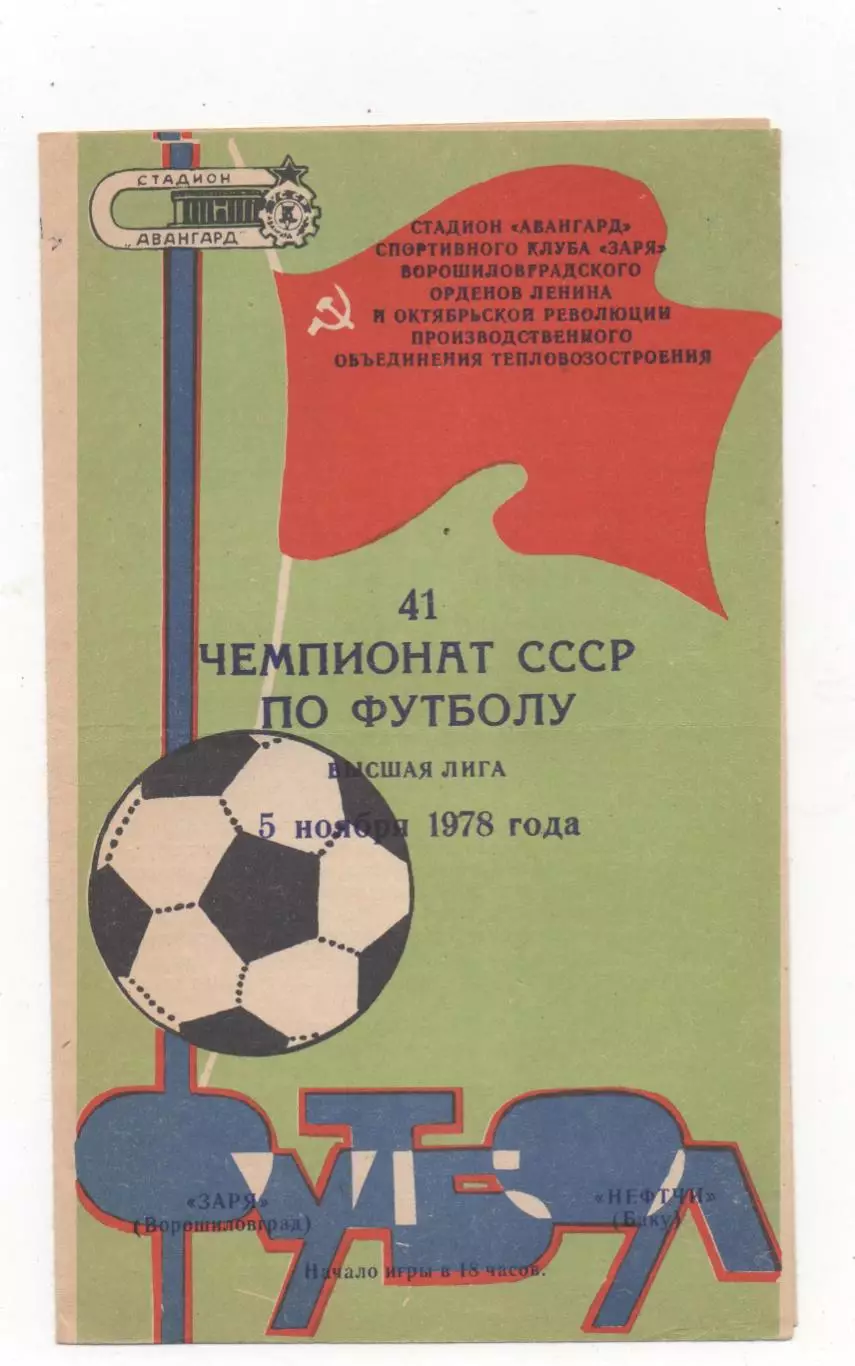 СТАДИОН
„АВАНГАРД"
УССР
СТАДИОН «АВАНГАРД»
СПОРТИВНОГО КЛУБА «ЗАРЯ»
ВОРОШИЛОВГРАДСКОГО
ОРДЕНОВ ЛЕНИНА
И ОКТЯБРЬСКОЙ РЕВОЛЮЦИИ
ПРОИЗВОДСТВЕННОГО
ОБЪЕДИНЕНИЯ ТЕПЛОВОЗОСТРОЕНИЯ
41
ЧЕМПИОНАТ СССР
ПО ФУТБОЛУ
ВЫСШАЯ ЛИГА
5 ноября 1978 года
ФУТБОЛ
«ЗАРЯ» «НЕФТЧИ»
(Ворошиловград) (Баку)
Начало игры в 18 часов.